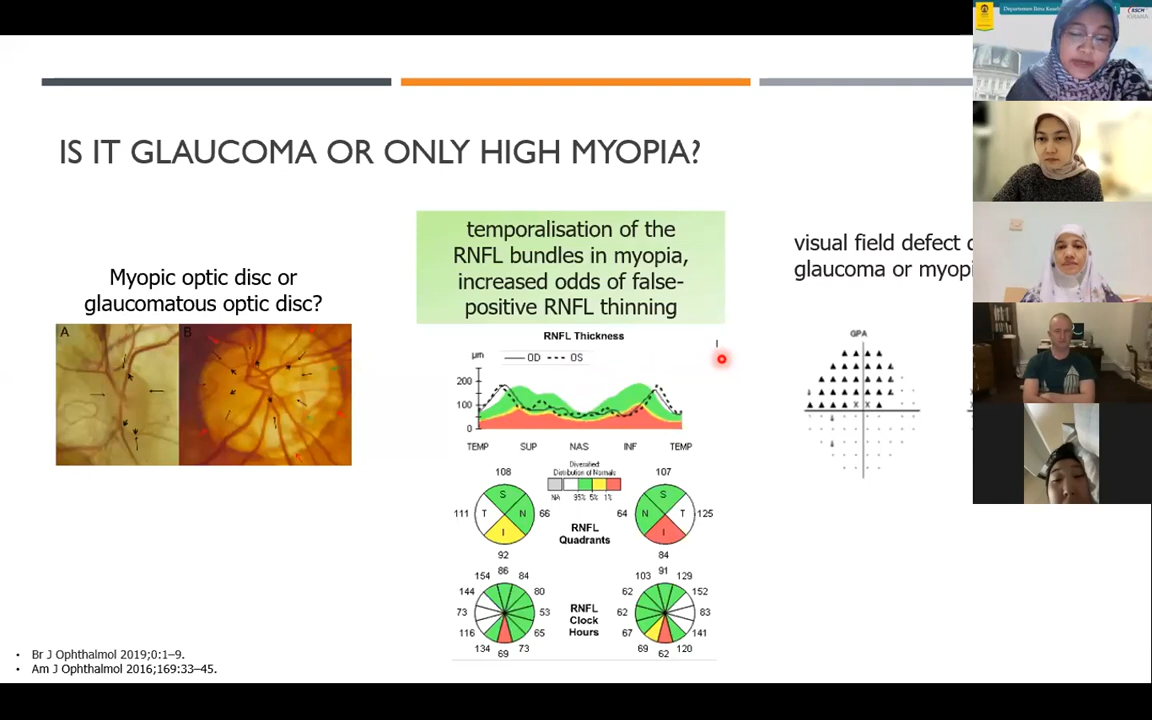 IS IT GLAUCOMA OR ONLY HIGH MYOPIA?
Myopic optic disc or
glaucomatous optic disc?
A
B
temporalisation of the
RNFL bundles in myopia,
increased odds of false-
positive RNFL thinning
RNFL Thickness
µm
OD
OS
200
100
0
TEMP
SUP
NAS
INF
TEMP
Diversified
Distribution of Normals
NA
95%
5%
1%
108
S
111
T
N
66
I
92
RNFL
Quadrants
107
S
64
N
T
125
I
84
86
154
84
144
80
73
53
116
65
134
73
69
RNFL
Clock
Hours
91
103
129
62
152
62
83
67
141
69
120
62
visual field defect
glaucoma or myopi
GPA
X X
Br J Ophthalmol 2019;0:1–9.
Am J Ophthalmol 2016;169:33–45.
Departemen Ilmu
RSCM
KIRANA